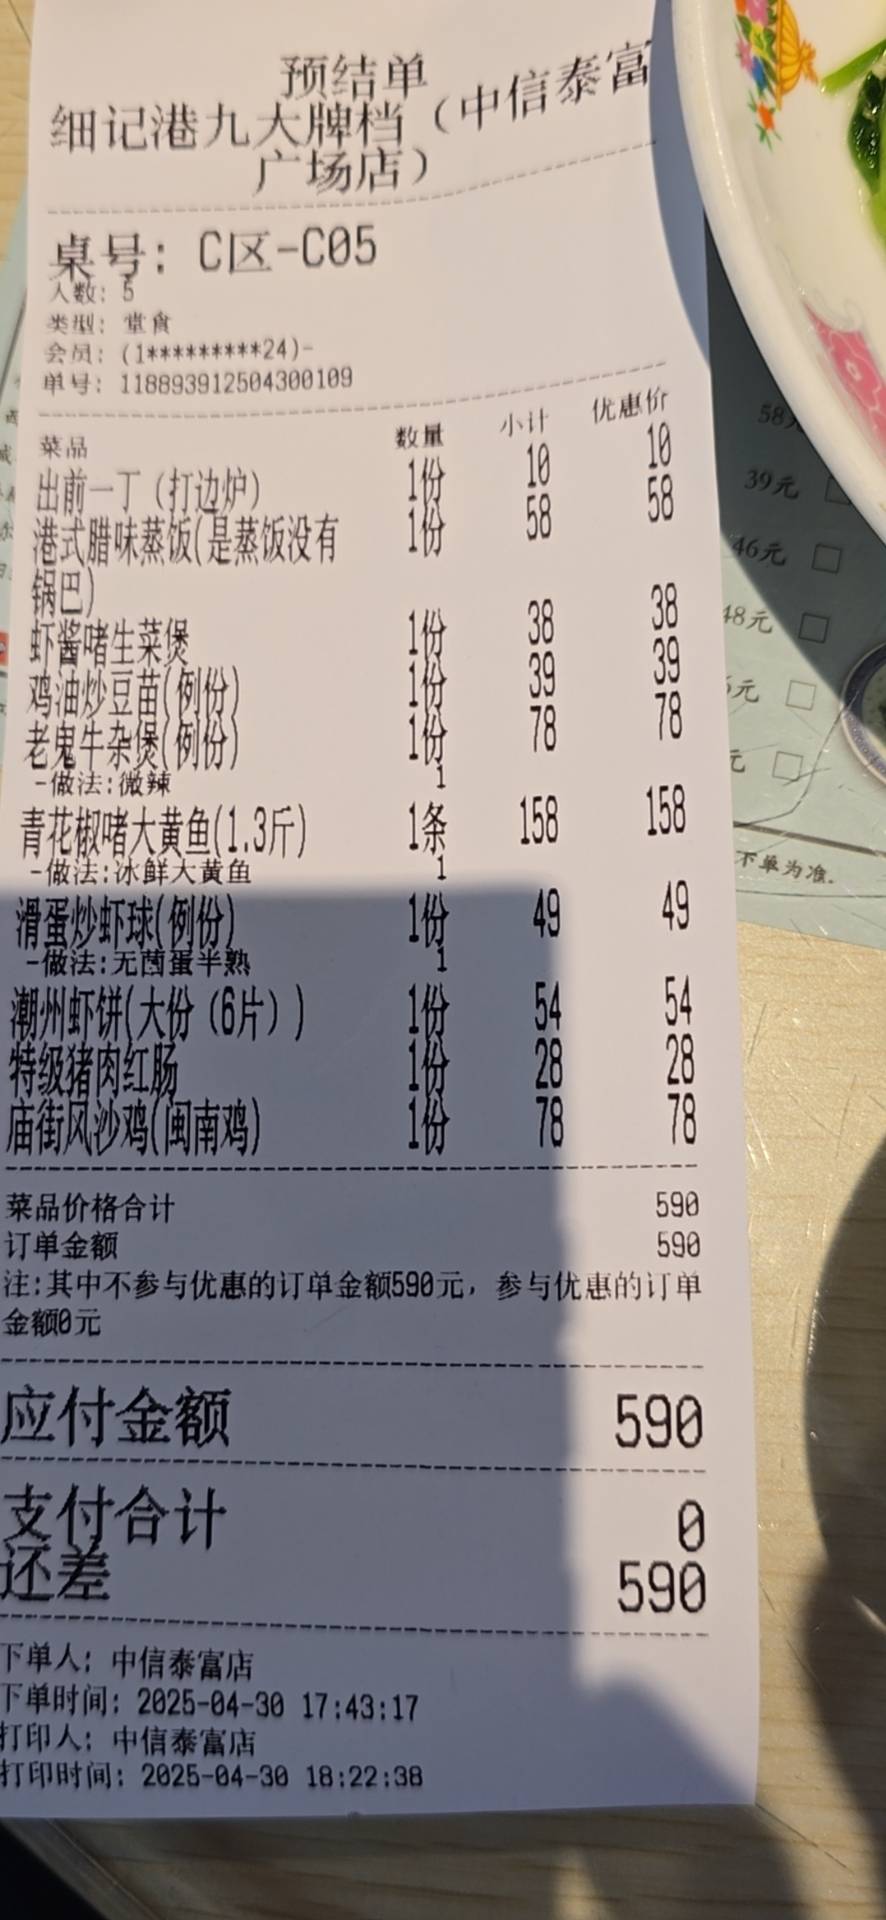 预结单
细记港九大牌档（中信泰富
广场店）
桌号: C区-C05
人数: 5
类型: 堂食
会员: (1*********24)-
单号: 118893912504300109
菜品 数量 小计 优惠价
出前一丁（打边炉） 1份 10 10
港式腊味蒸饭(是蒸饭没有 1份 58 58
锅巴)
虾酱啫生菜煲 1份 38 38
鸡油炒豆苗(例份) 1份 39 39
老鬼牛杂煲(例份) 1份 78 78
-做法:微辣 1
青花椒啫大黄鱼(1.3斤) 1条 158 158
-做法:冰鲜大黄鱼 1
滑蛋炒虾球(例份) 1份 49 49
-做法:无菌蛋半熟 1
潮州虾饼(大份（6片）) 1份 54 54
特级猪肉红肠 1份 28 28
庙街风沙鸡(闽南鸡) 1份 78 78
菜品价格合计 590
订单金额 590
注:其中不参与优惠的订单金额590元，参与优惠的订单
金额0元
应付金额 590
支付合计 0
还差 590
下单人: 中信泰富店
下单时间: 2025-04-30 17:43:17
打印人: 中信泰富店
打印时间: 2025-04-30 18:22:38
58
39元
46元
48元
元
元
下单为准.